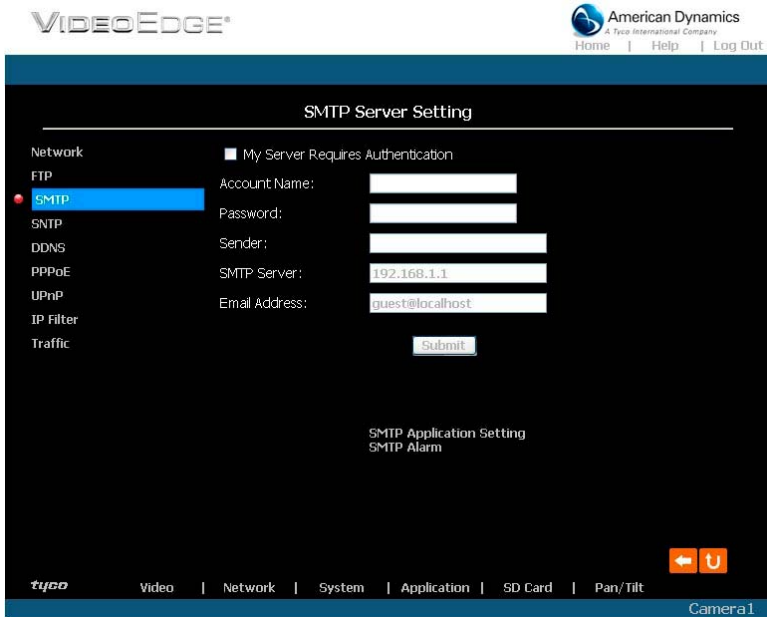 VIDEOEDGE®
American Dynamics
A Tyco International Company
Home | Help | Log Out
SMTP Server Setting
Network
FTP
SMTP
SNTP
DDNS
PPPoE
UPnP
IP Filter
Traffic
My Server Requires Authentication
Account Name:
Password:
Sender:
SMTP Server: 192.168.1.1
Email Address: guest@localhost
Submit
SMTP Application Setting
SMTP Alarm
tyco
Video | Network | System | Application | SD Card | Pan/Tilt
Camera1